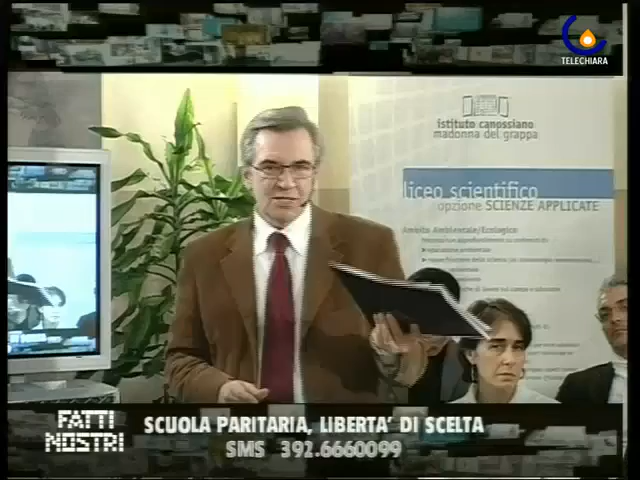 TELECHIARA
istituto canossiano
madonna del grappa
liceo scientifico
opzione SCIENZE APPLICATE
Ambito Ambientale/Ecologico
FATTI
NOSTRI
SCUOLA PARITARIA, LIBERTA' DI SCELTA
SMS 392.6660099